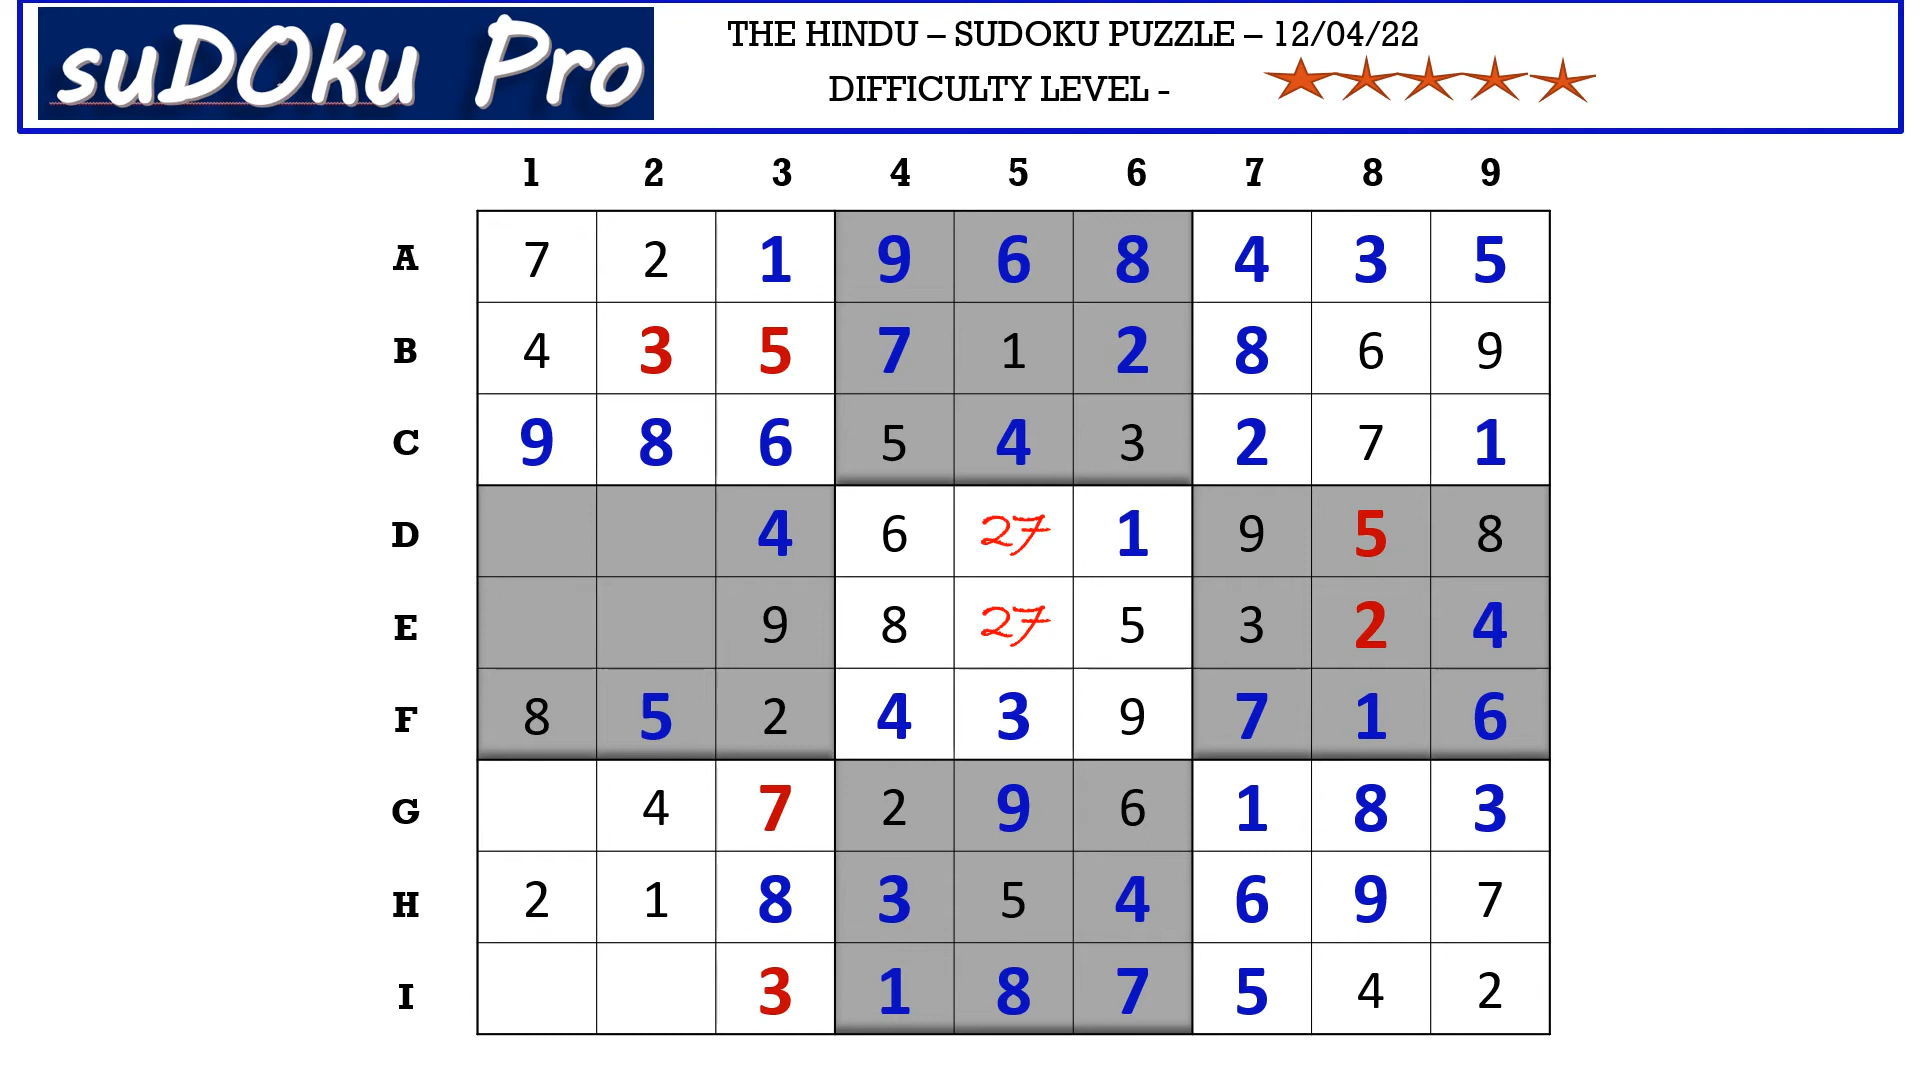 suDOku Pro
THE HINDU – SUDOKU PUZZLE – 12/04/22
DIFFICULTY LEVEL -
1 2 3 4 5 6 7 8 9
A 7 2 1 9 6 8 4 3 5
B 4 3 5 7 1 2 8 6 9
C 9 8 6 5 4 3 2 7 1
D 4 6 27 1 9 5 8
E 9 8 27 5 3 2 4
F 8 5 2 4 3 9 7 1 6
G 4 7 2 9 6 1 8 3
H 2 1 8 3 5 4 6 9 7
I 3 1 8 7 5 4 2